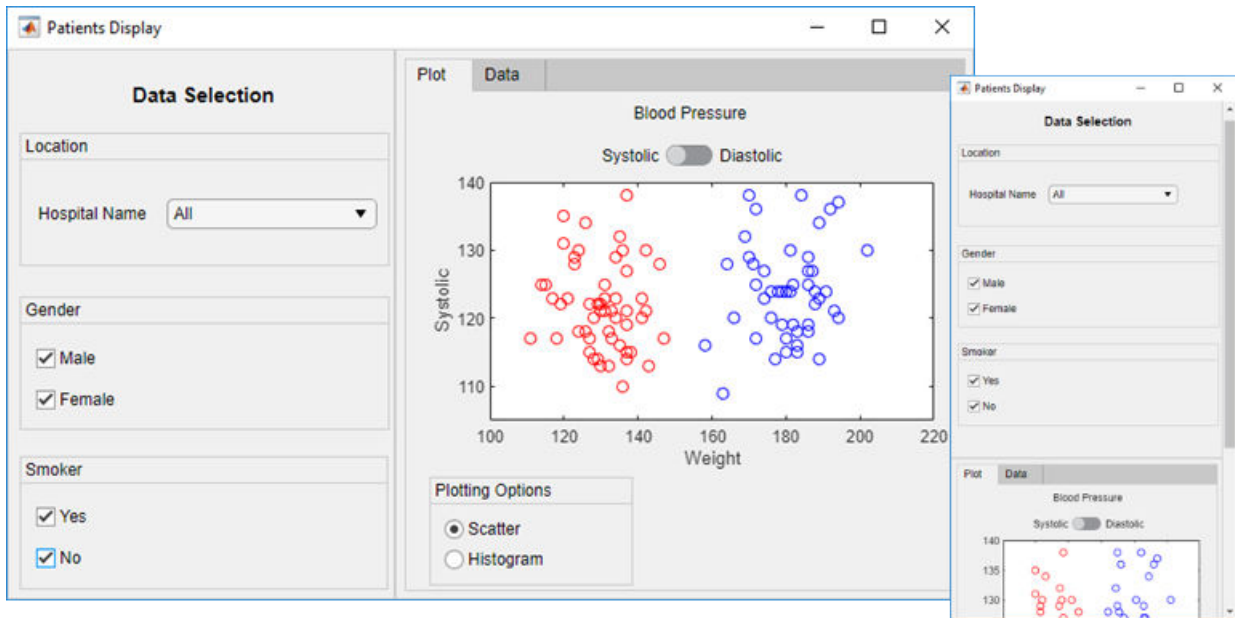 Patients Display
Data Selection
Location
Hospital Name All
Gender
Male
Female
Smoker
Yes
No
Plot Data
Blood Pressure
Systolic Diastolic
140
130
120
110
Systolic
100 120 140 160 180 200 220
Weight
Plotting Options
Scatter
Histogram
Patients Display
Data Selection
Location
Hospital Name All
Gender
Male
Female
Smoker
Yes
No
Plot Data
Blood Pressure
Systolic Diastolic
140
135
130